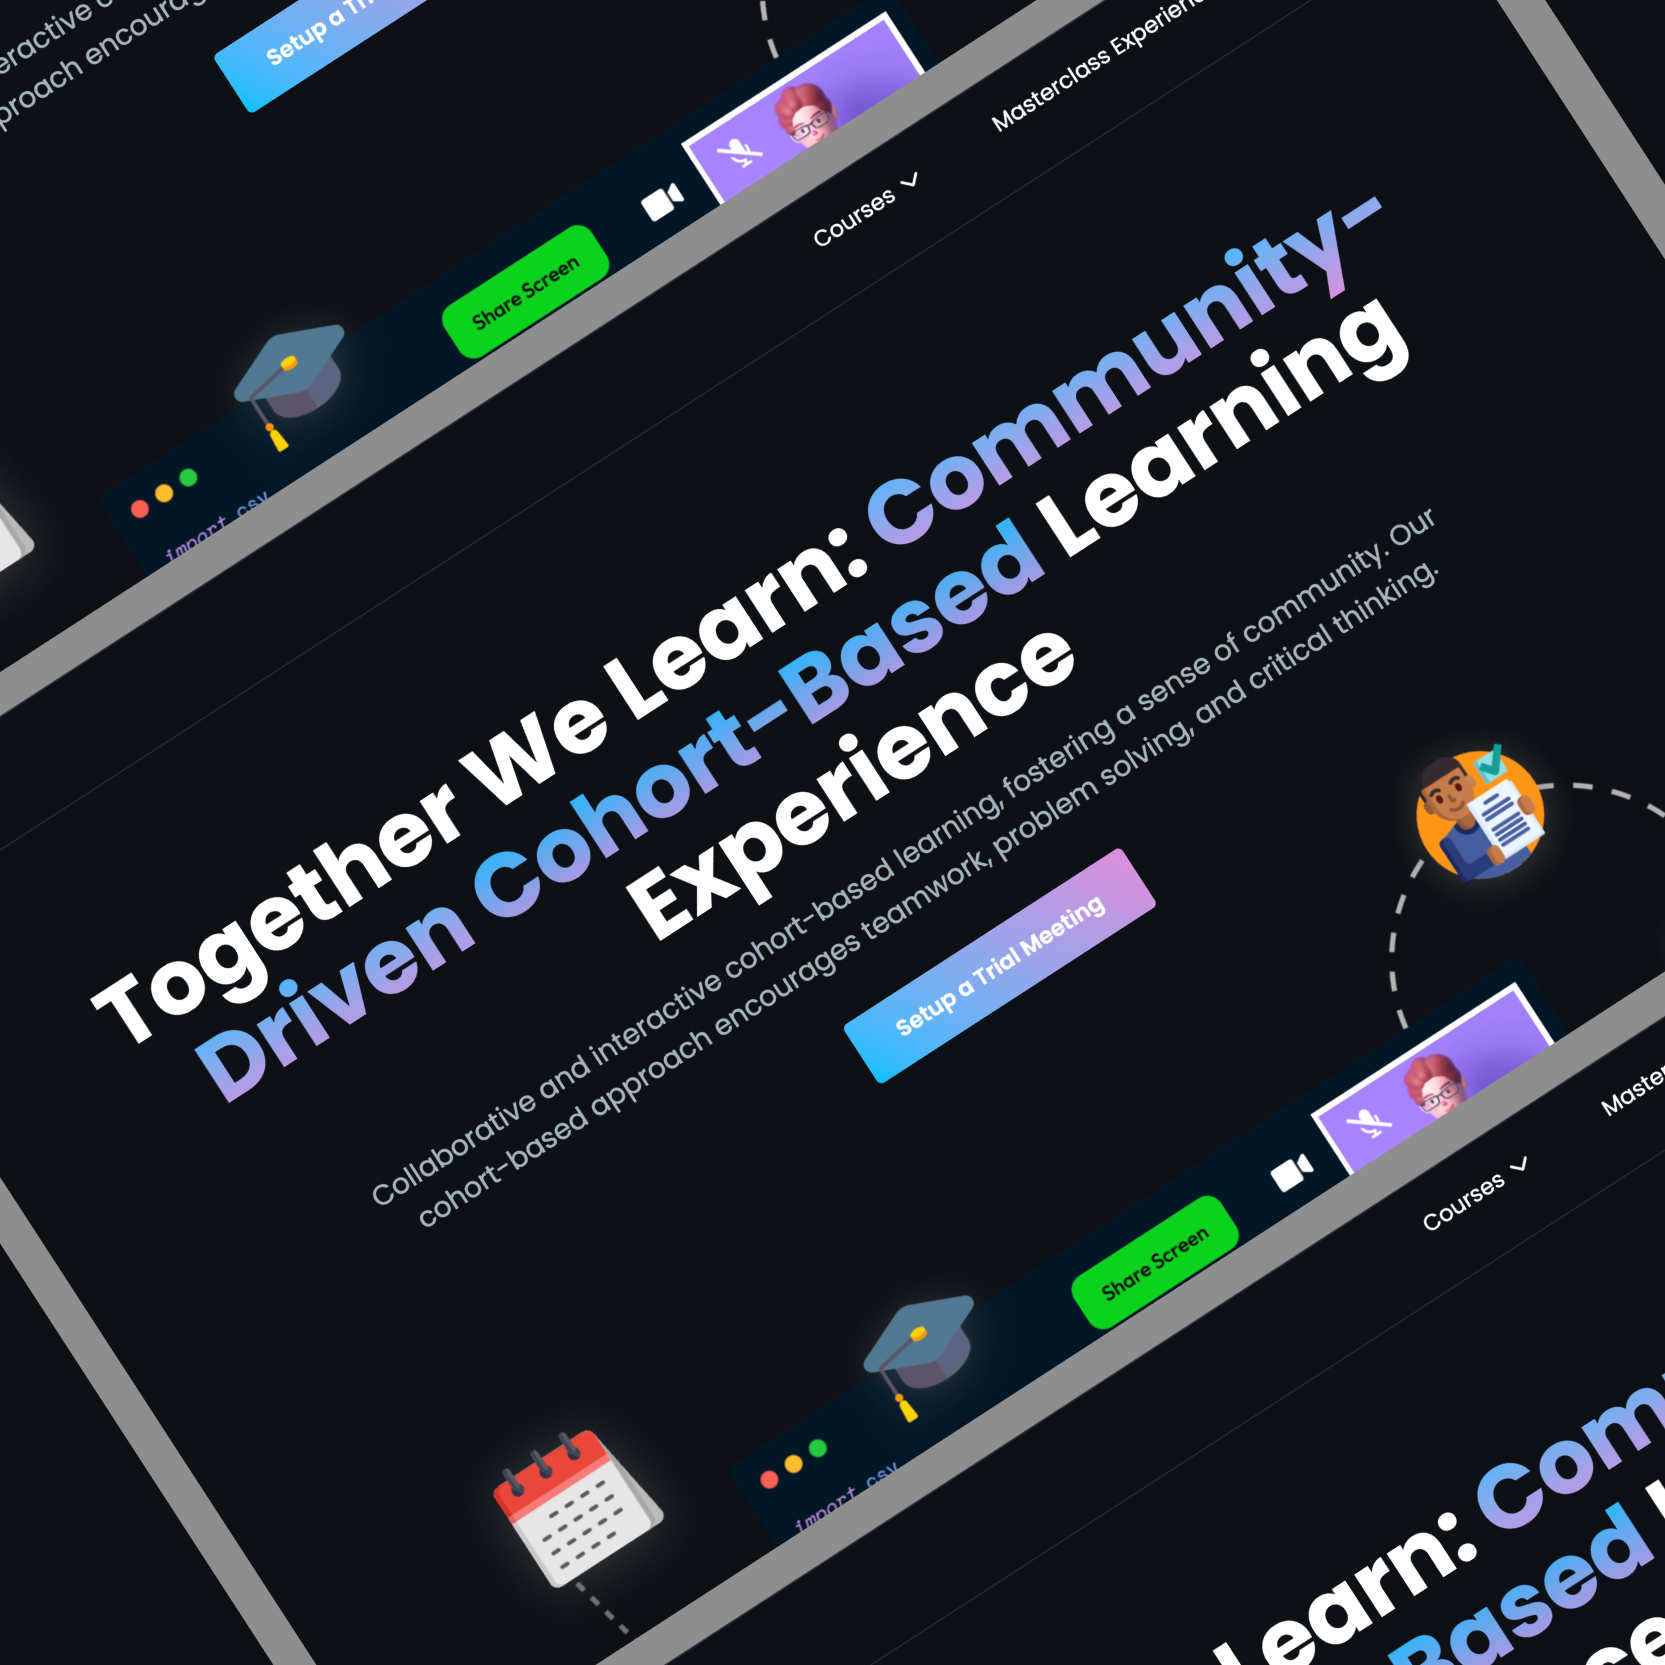 eractive
proach encourag
Setup a Tri
Share Screen
import csv
Courses
Masterclass Experien
Together We Learn: Community-
Driven Cohort-Based Learning
Experience
Collaborative and interactive cohort-based learning, fostering a sense of community. Our
cohort-based approach encourages teamwork, problem solving, and critical thinking.
Setup a Trial Meeting
Share Screen
import csv
Courses
Master
Learn: Com
Based